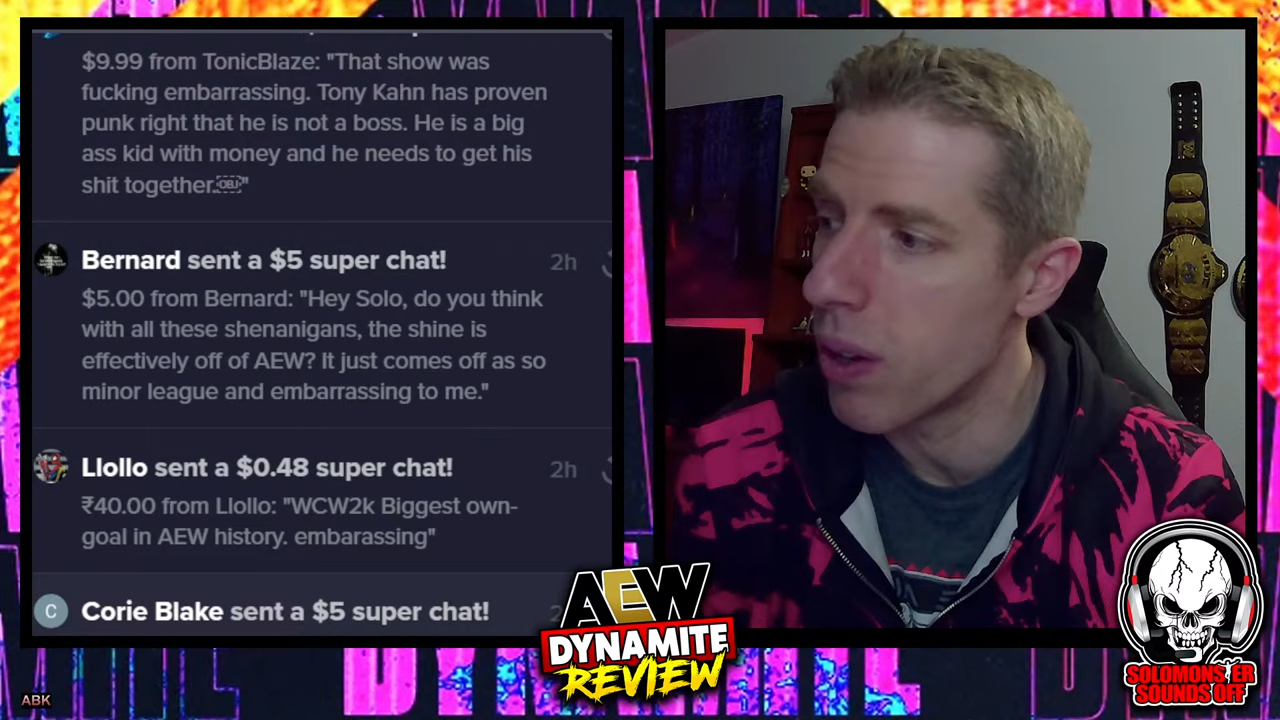 $9.99 from TonicBlaze: "That show was
fucking embarrassing. Tony Kahn has proven
punk right that he is not a boss. He is a big
ass kid with money and he needs to get his
shit together.OBJ"
Bernard sent a $5 super chat!
2h
$5.00 from Bernard: "Hey Solo, do you think
with all these shenanigans, the shine is
effectively off of AEW? It just comes off as so
minor league and embarrassing to me."
Llollo sent a $0.48 super chat!
2h
₹40.00 from Llollo: "WCW2k Biggest own-
goal in AEW history. embarassing"
C
Corie Blake sent a $5 super chat!
AEW
DYNAMITE
REVIEW
SOUNDS OFF
ABK